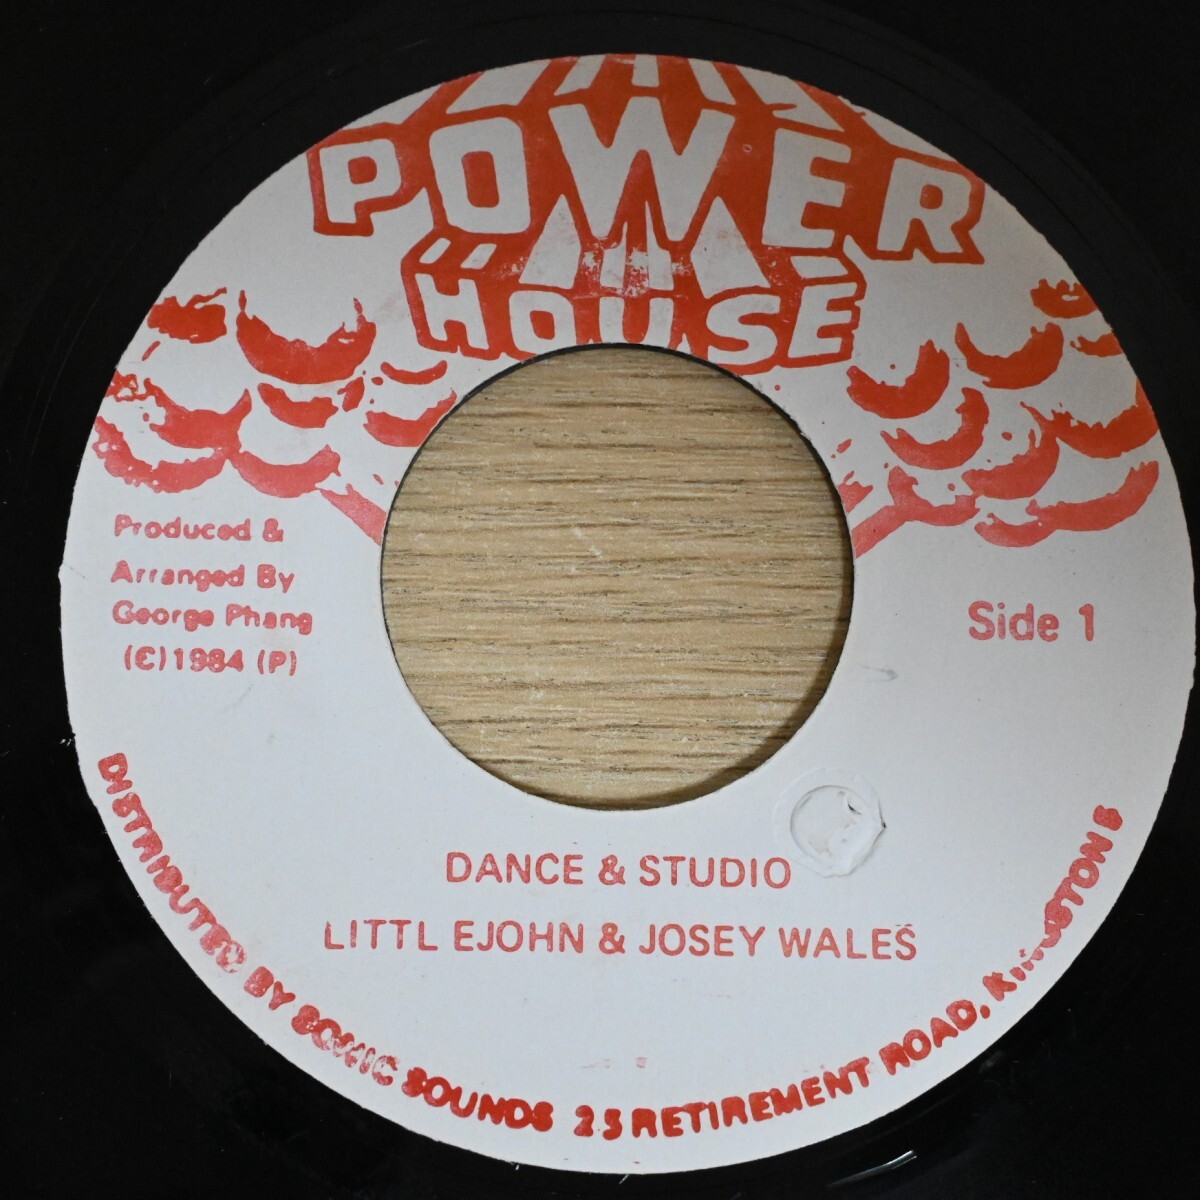 POWER
HOUSE
Produced &
Arranged By
George Phang
(C) 1984 (P)
Side 1
DANCE & STUDIO
LITTL EJOHN & JOSEY WALES
DISTRIBUTED BY SONIC SOUNDS 25 RETIREMENT ROAD, KINGSTON 5